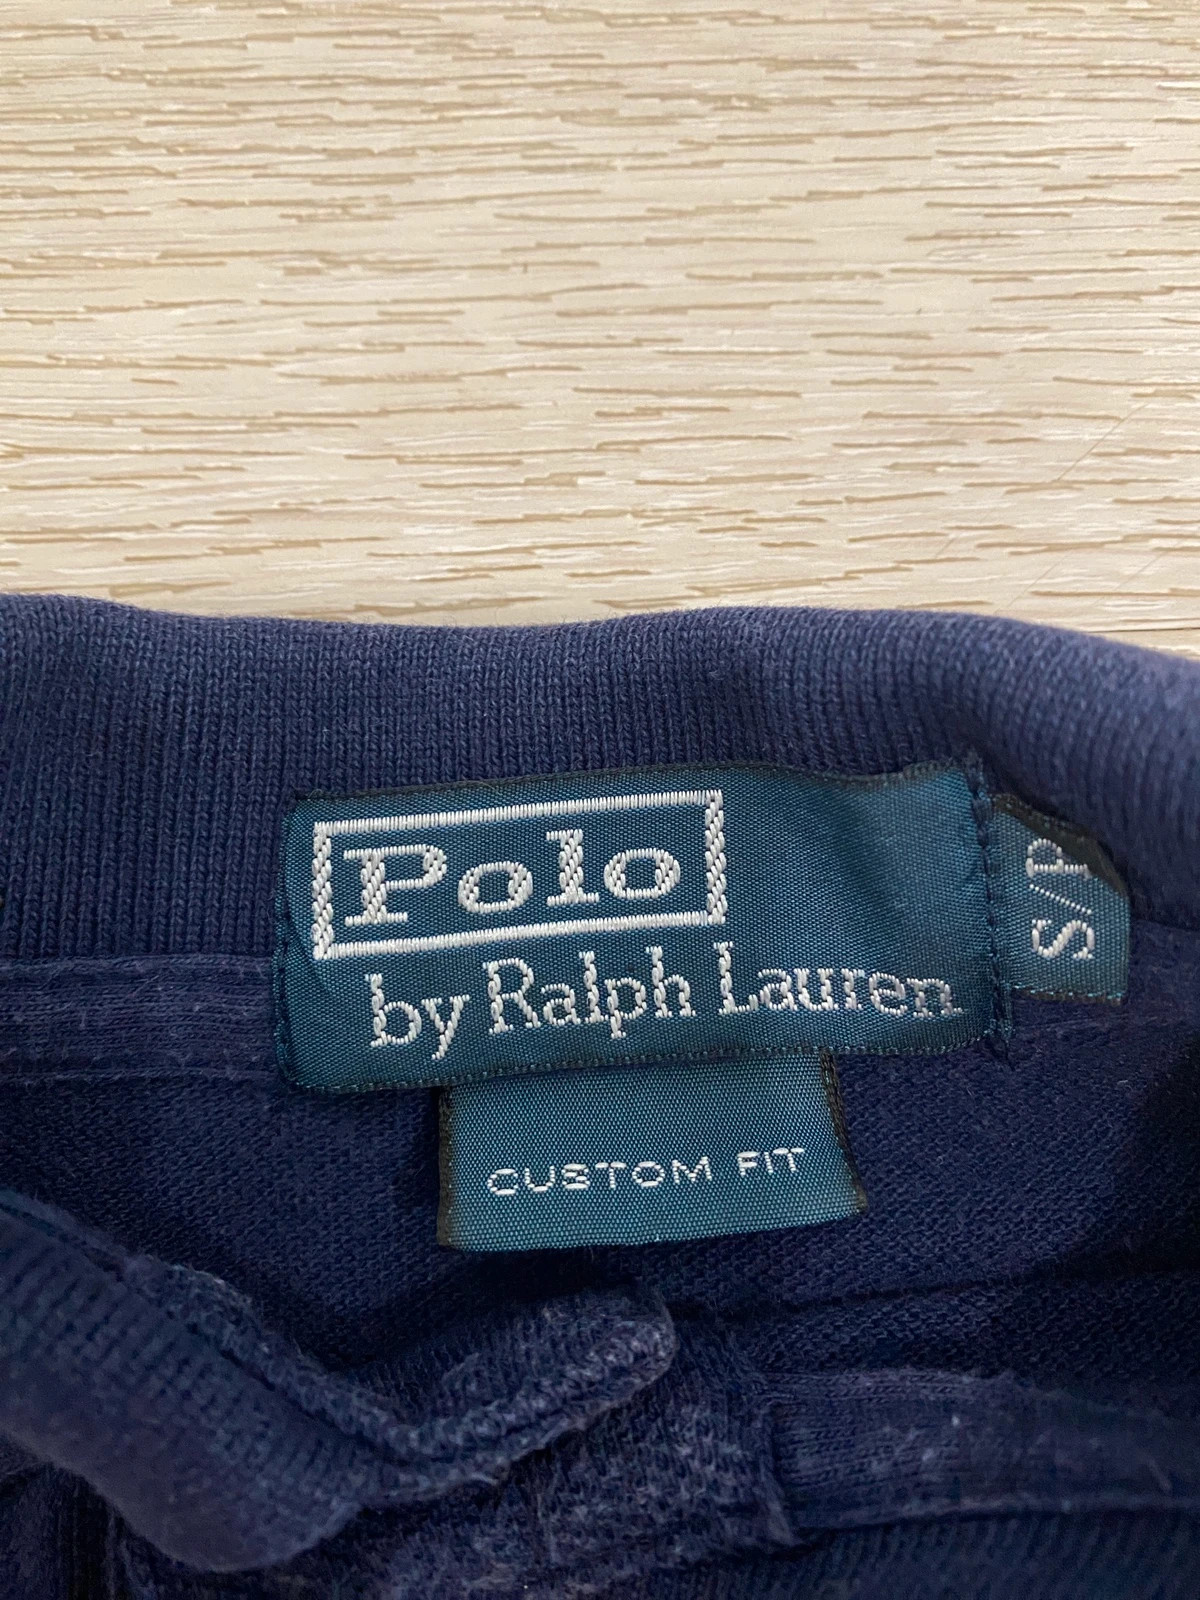 Polo
by Ralph Lauren
S/P
CUSTOM FIT